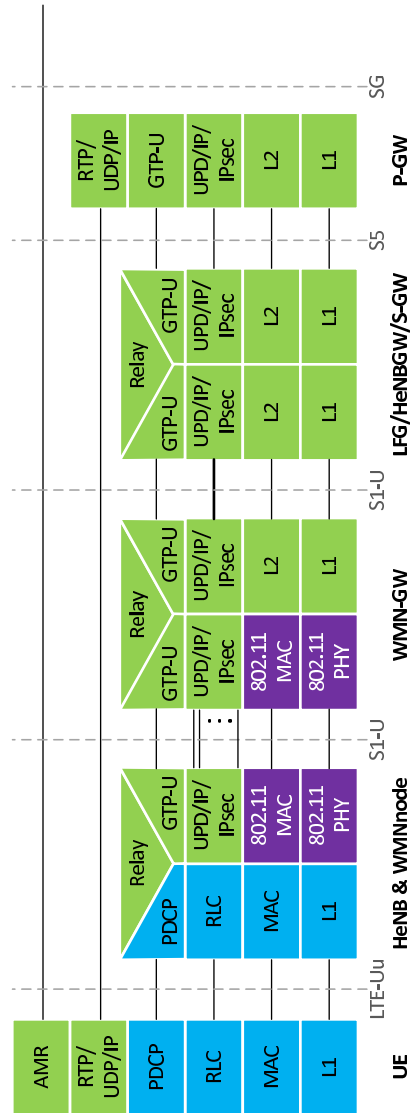 AMR
RTP/
UDP/IP
PDCP
RLC
MAC
L1
UE
LTE-Uu
Relay
PDCP
GTP-U
RLC
UPD/IP/
IPsec
MAC
802.11
MAC
L1
802.11
PHY
HeNB & WMNnode
S1-U
Relay
GTP-U
GTP-U
UPD/IP/
IPsec
UPD/IP/
IPsec
802.11
MAC
L2
802.11
PHY
L1
WMN-GW
S1-U
Relay
GTP-U
GTP-U
UPD/IP/
IPsec
UPD/IP/
IPsec
L2
L2
L1
L1
LFG/HeNBGW/S-GW
S5
RTP/
UDP/IP
GTP-U
UPD/IP/
IPsec
L2
L1
P-GW
SG